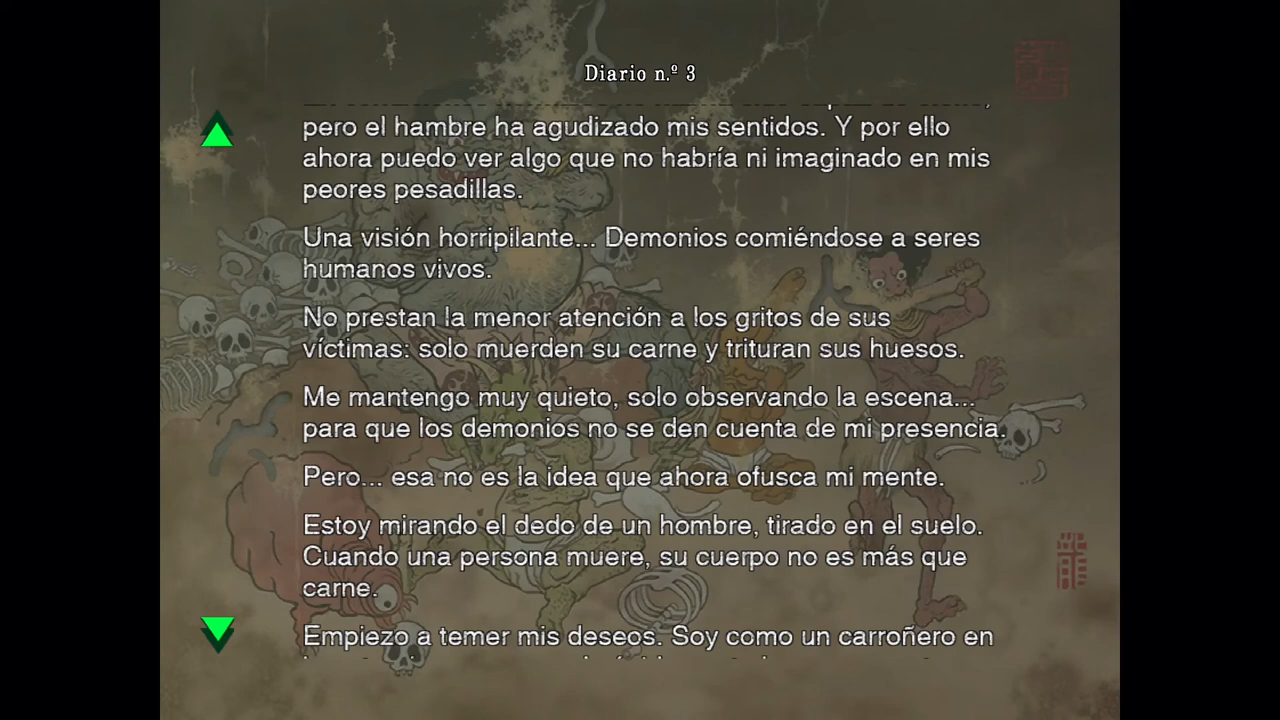 Diario n.º 3
pero el hambre ha agudizado mis sentidos. Y por ello
ahora puedo ver algo que no habría ni imaginado en mis
peores pesadillas.
Una visión horripilante... Demonios comiéndose a seres
humanos vivos.
No prestan la menor atención a los gritos de sus
víctimas: solo muerden su carne y trituran sus huesos.
Me mantengo muy quieto, solo observando la escena...
para que los demonios no se den cuenta de mi presencia.
Pero... esa no es la idea que ahora ofusca mi mente.
Estoy mirando el dedo de un hombre, tirado en el suelo.
Cuando una persona muere, su cuerpo no es más que
carne.
Empiezo a temer mis deseos. Soy como un carroñero en